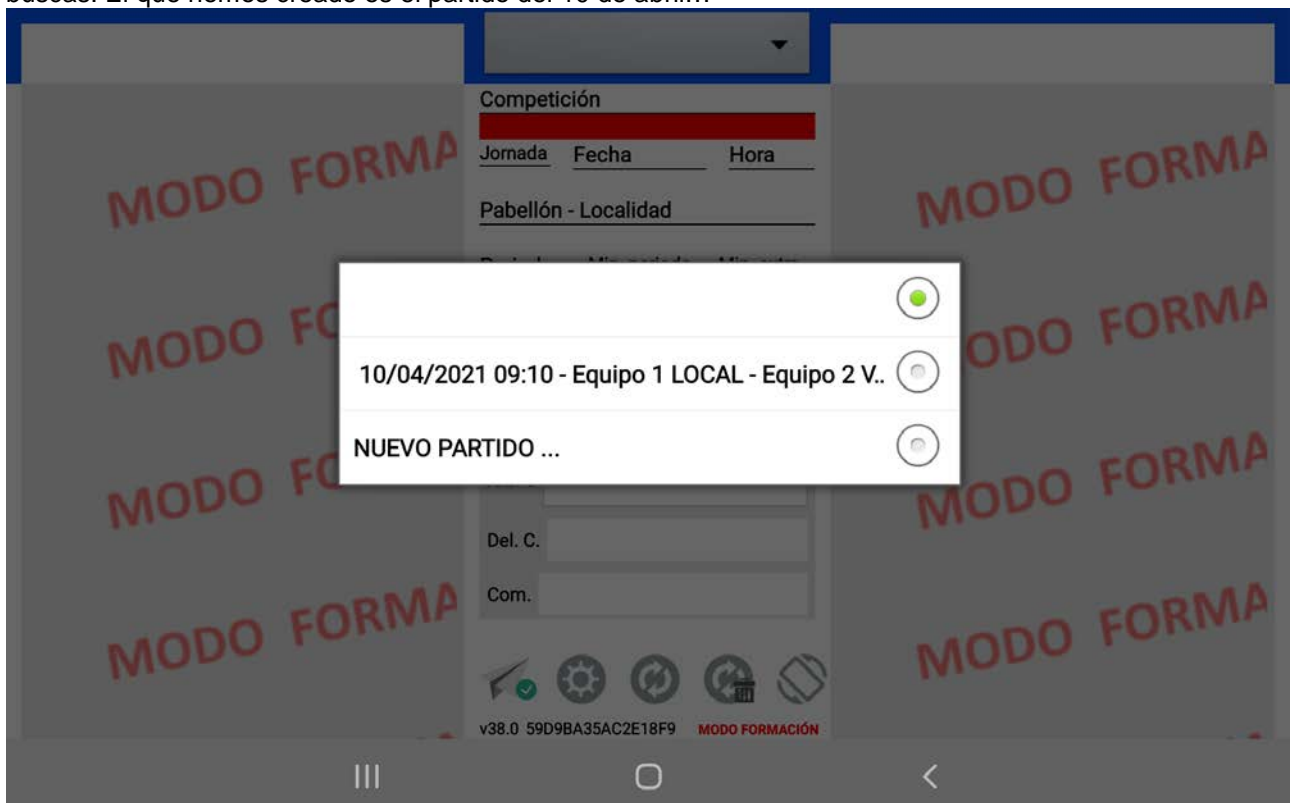 buscas. El que hemos creado es el partido del 10 de abril…
Competición
Jornada Fecha Hora
MODO FORMA
MODO FORMA
Pabellón - Localidad
MODO FO
ODO FORMA
10/04/2021 09:10 - Equipo 1 LOCAL - Equipo 2 V..
NUEVO PARTIDO ...
MODO FO
MODO FORMA
Del. C.
Com.
MODO FORMA
MODO FORMA
v38.0 59D9BA35AC2E18F9 MODO FORMACIÓN